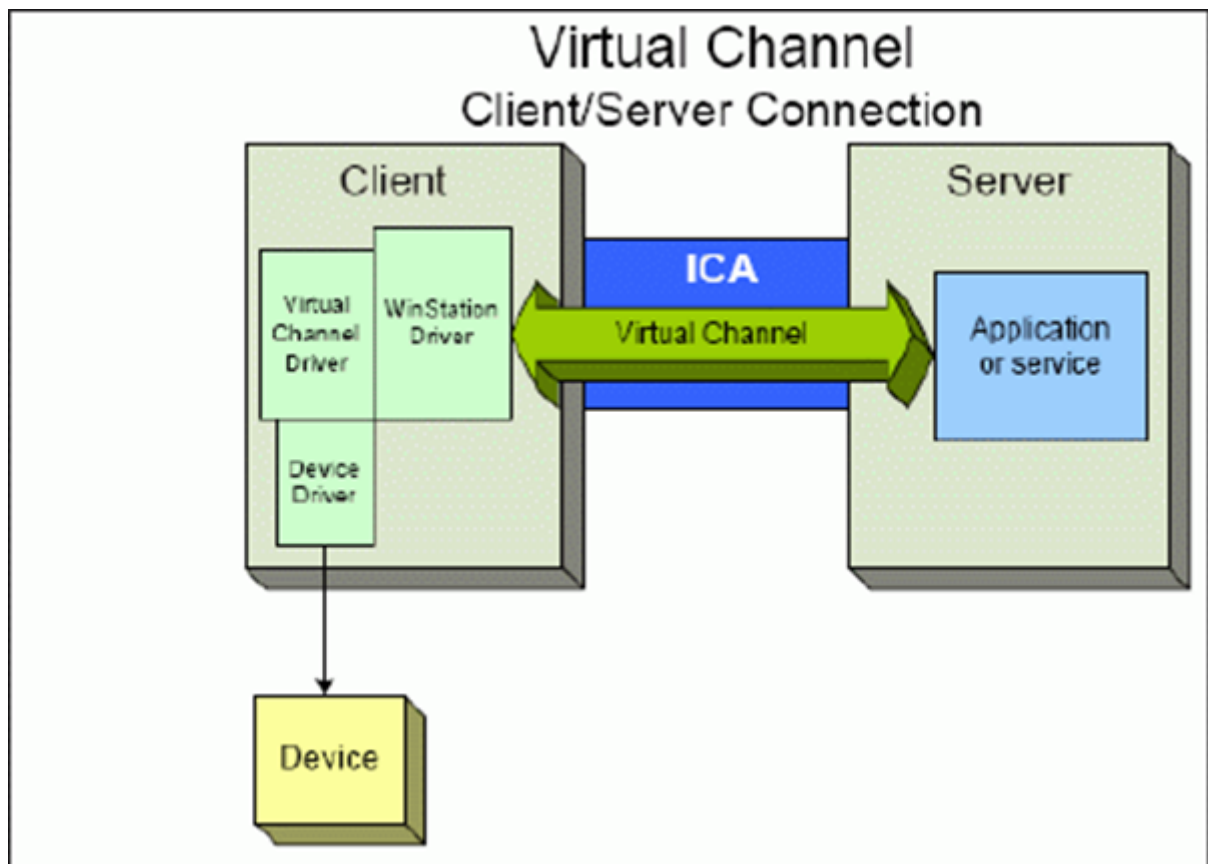 Virtual Channel
Client/Server Connection
Client
Server
Virtual
Channel
Driver
WinStation
Driver
Device
Driver
ICA
Virtual Channel
Application
or service
Device